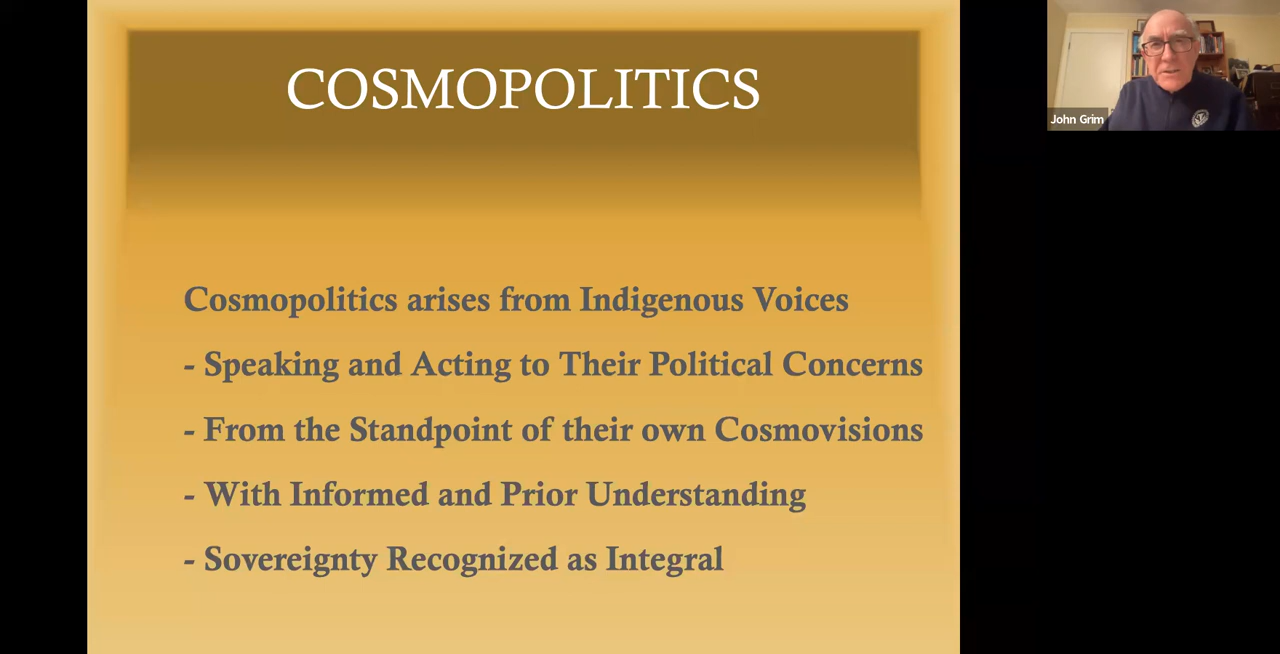 COSMOPOLITICS
Cosmopolitics arises from Indigenous Voices
- Speaking and Acting to Their Political Concerns
- From the Standpoint of their own Cosmovisions
- With Informed and Prior Understanding
- Sovereignty Recognized as Integral
John Grim